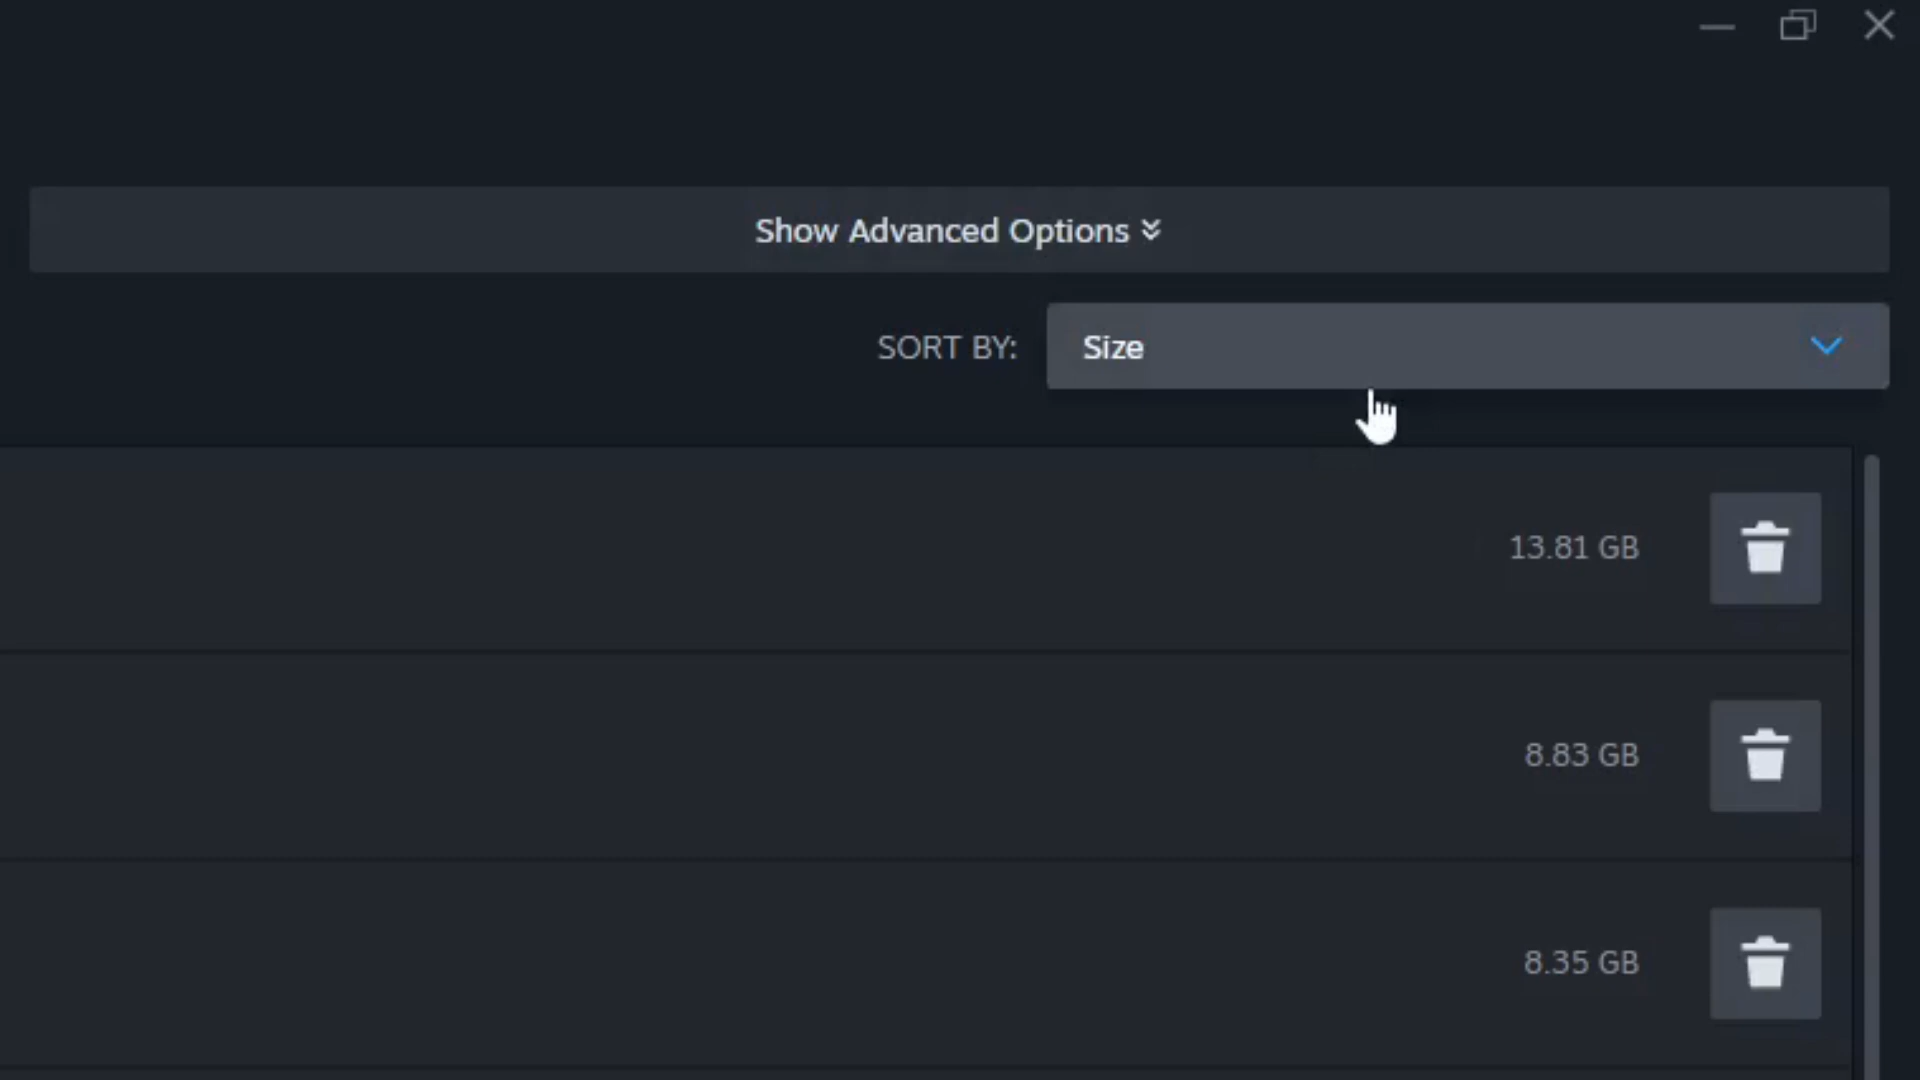 Show Advanced Options
SORT BY: Size
13.81 GB
8.83 GB
8.35 GB